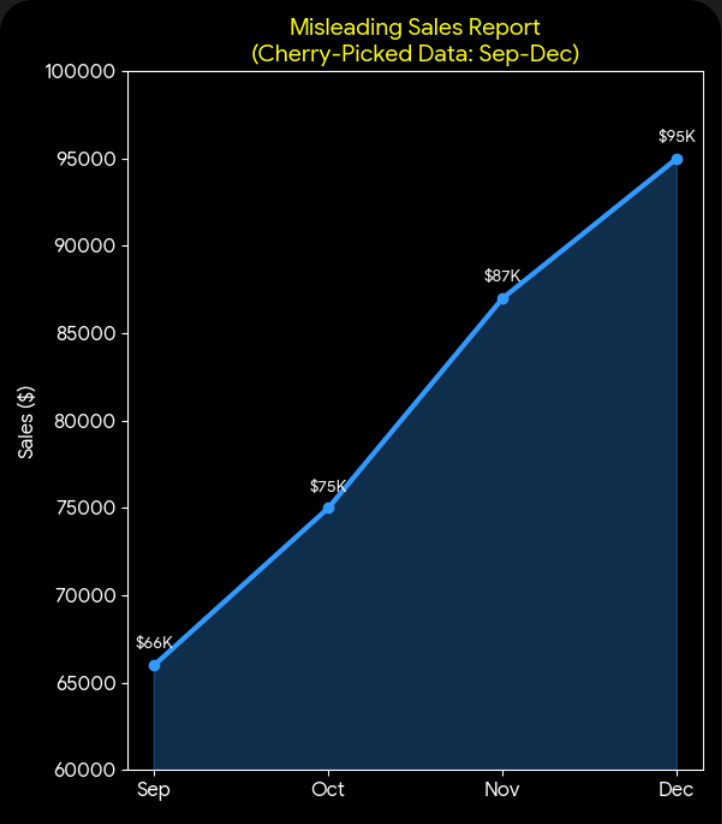 Misleading Sales Report
(Cherry-Picked Data: Sep-Dec)
100000
95000
90000
85000
80000
75000
70000
65000
60000
Sales ($)
$66K
$75K
$87K
$95K
Sep
Oct
Nov
Dec